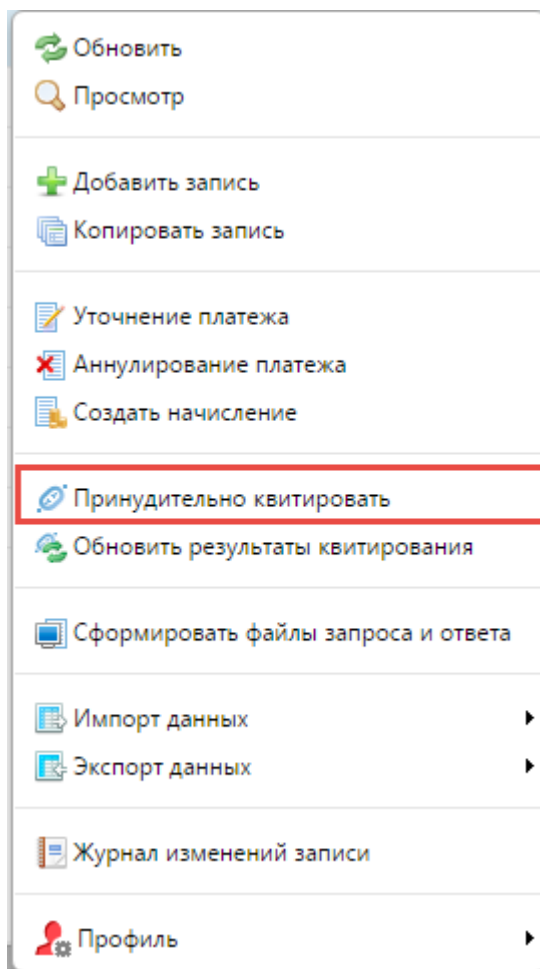 Обновить
Просмотр
Добавить запись
Копировать запись
Уточнение платежа
Аннулирование платежа
Создать начисление
Принудительно квитировать
Обновить результаты квитирования
Сформировать файлы запроса и ответа
Импорт данных
Экспорт данных
Журнал изменений записи
Профиль